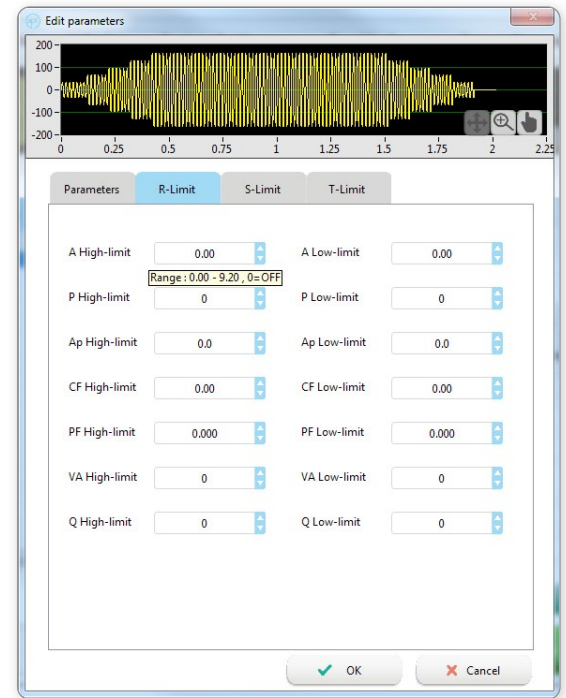 Edit parameters
200
100
0
-100
-200
0 0.25 0.5 0.75 1 1.25 1.5 1.75 2 2.25
Parameters R-Limit S-Limit T-Limit
A High-limit 0.00 A Low-limit 0.00
Range : 0.00 - 9.20 , 0=OFF
P High-limit 0 P Low-limit 0
Ap High-limit 0.0 Ap Low-limit 0.0
CF High-limit 0.00 CF Low-limit 0.00
PF High-limit 0.000 PF Low-limit 0.000
VA High-limit 0 VA Low-limit 0
Q High-limit 0 Q Low-limit 0
OK Cancel